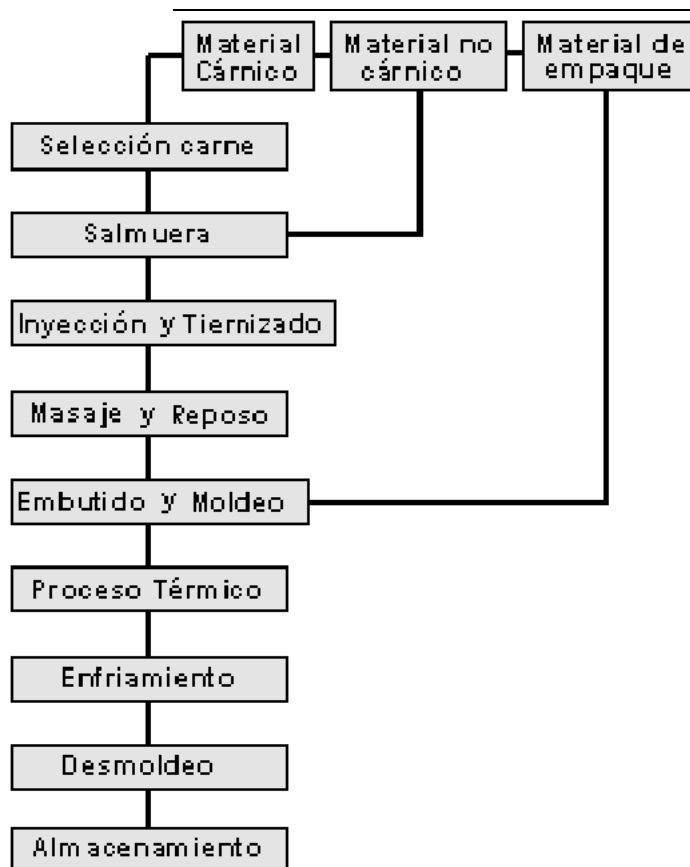 Material
Cárnico
Material no
cárnico
Material de
empaque
Selección carne
Salmuera
Inyección y Tiernizado
Masaje y Reposo
Embutido y Moldeo
Proceso Térmico
Enfriamiento
Desmoldeo
Almacenamiento